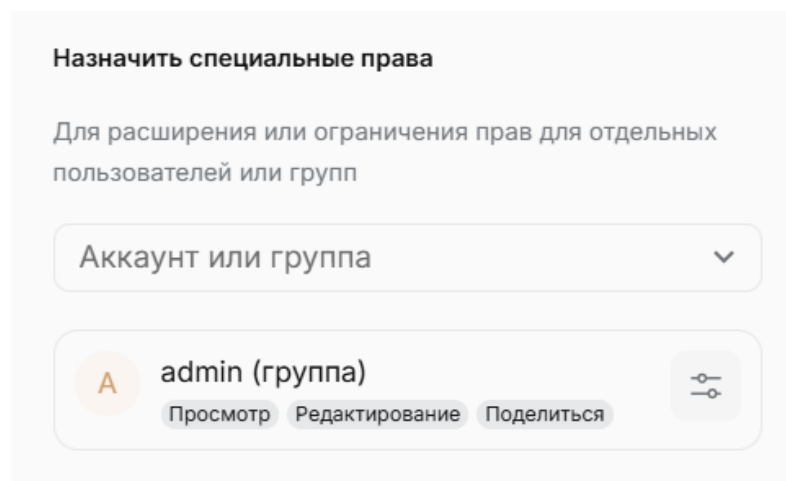 Назначить специальные права
Для расширения или ограничения прав для отдельных
пользователей или групп
Аккаунт или группа
А
admin (группа)
Просмотр Редактирование Поделиться